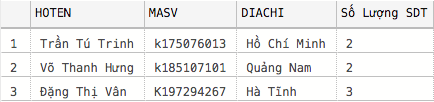 HOTEN MASV DIACHI Số Lượng SDT
1 Trần Tú Trinh k175076013 Hồ Chí Minh 2
2 Võ Thanh Hưng k185107101 Quảng Nam 2
3 Đặng Thị Vân K197294267 Hà Tĩnh 3